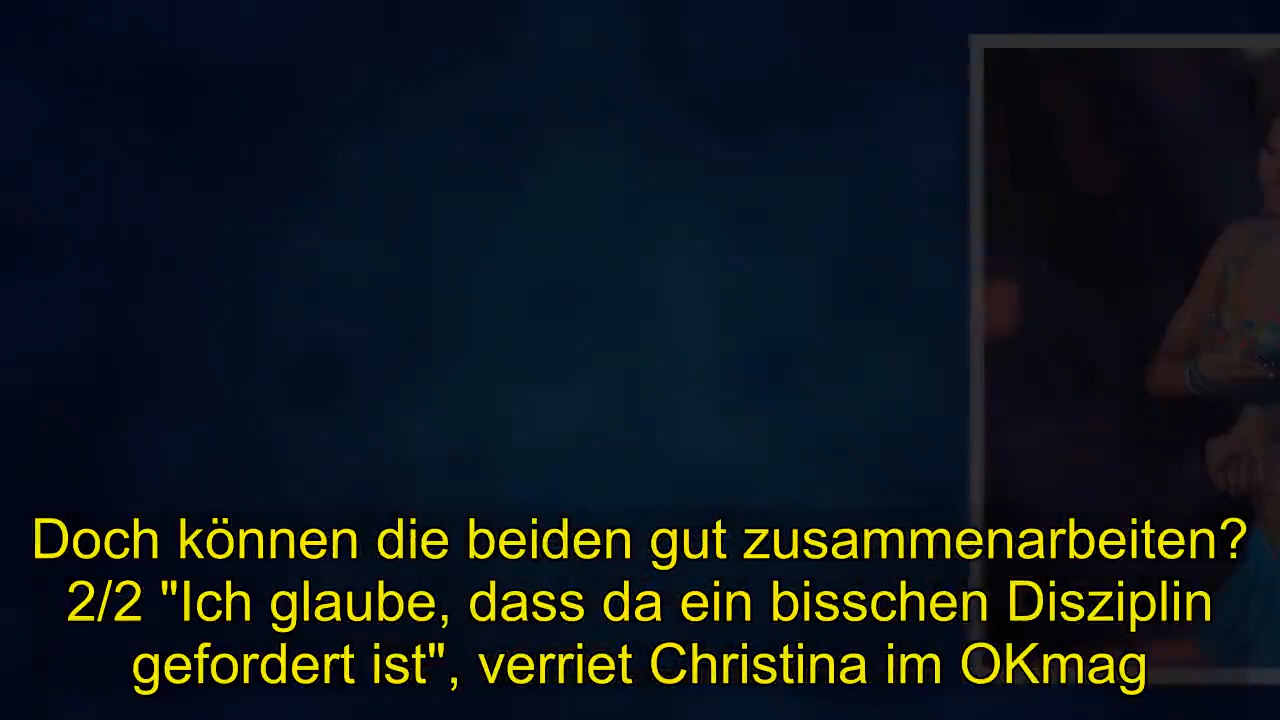 Doch können die beiden gut zusammenarbeiten?
2/2 "Ich glaube, dass da ein bisschen Disziplin
gefordert ist", verriet Christina im OKmag